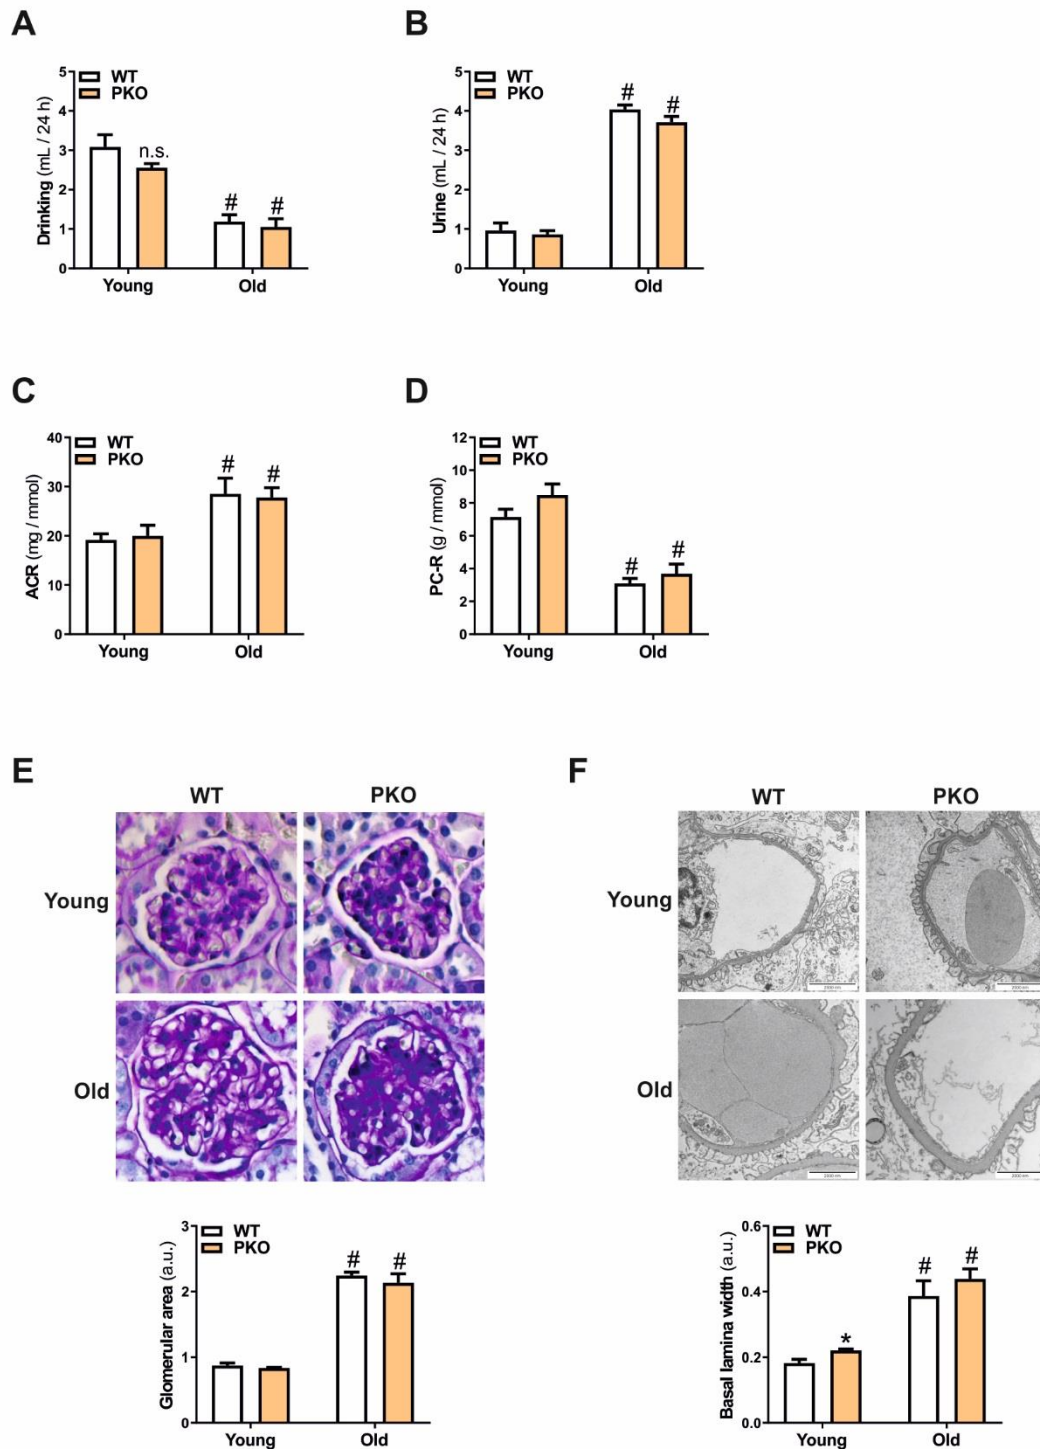 A
Drinking (mL / 24 h)
5
4
3
2
1
0
WT
PKO
n.s.
#
#
Young
Old
B
Urine (mL / 24 h)
5
4
3
2
1
0
WT
PKO
#
#
Young
Old
C
ACR (mg / mmol)
40
30
20
10
0
WT
PKO
#
#
Young
Old
D
PC-R (g / mmol)
12
10
8
6
4
2
0
WT
PKO
#
#
Young
Old
E
WT
PKO
Young
Old
Glomerular area (a.u.)
3
2
1
0
WT
PKO
#
#
Young
Old
F
WT
PKO
Young
Old
Basal lamina width (a.u.)
0.6
0.4
0.2
0.0
WT
PKO
*
#
#
Young
Old